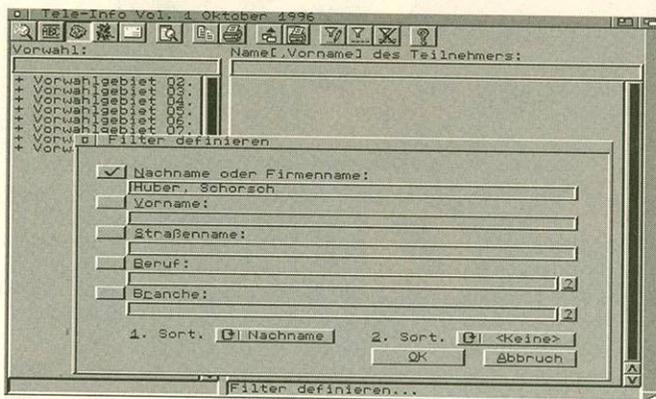 Tele-Info Vol. 1 Oktober 1996
Vorwahl:
Name[,Vorname] des Teilnehmers:
+ Vorwahlgebiet 02.
+ Vorwahlgebiet 03.
+ Vorwahlgebiet 04.
+ Vorwahlgebiet 05.
+ Vorwahlgebiet 06.
+ Vorwahlgebiet 07.
+ Vorw
+ Vorw
Filter definieren
Nachname oder Firmenname:
Huber, Schorsch
Vorname:
Straßenname:
Beruf:
?
Branche:
?
1. Sort. Nachname 2. Sort. <Keine>
OK Abbruch
Filter definieren...